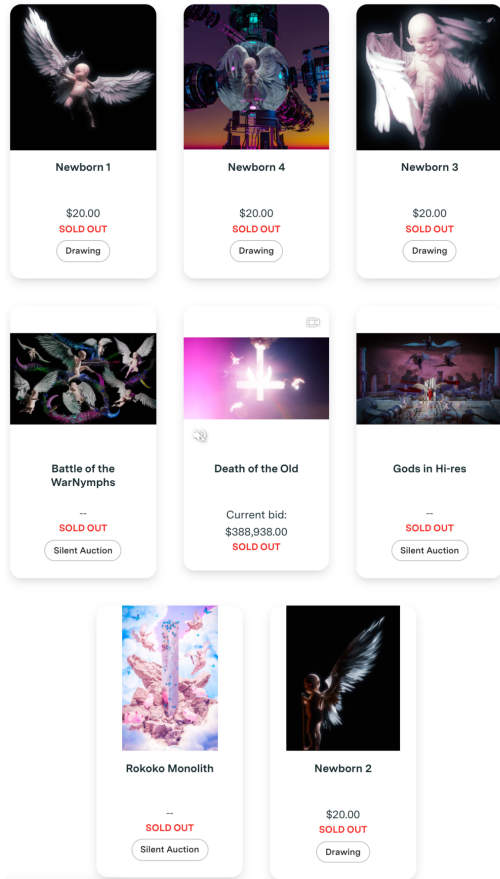 Newborn 1
$20.00
SOLD OUT
Drawing
Newborn 4
$20.00
SOLD OUT
Drawing
Newborn 3
$20.00
SOLD OUT
Drawing
Battle of the
WarNymphs
--
SOLD OUT
Silent Auction
Death of the Old
Current bid:
$388,938.00
SOLD OUT
Gods in Hi-res
--
SOLD OUT
Silent Auction
Rokoko Monolith
--
SOLD OUT
Silent Auction
Newborn 2
$20.00
SOLD OUT
Drawing